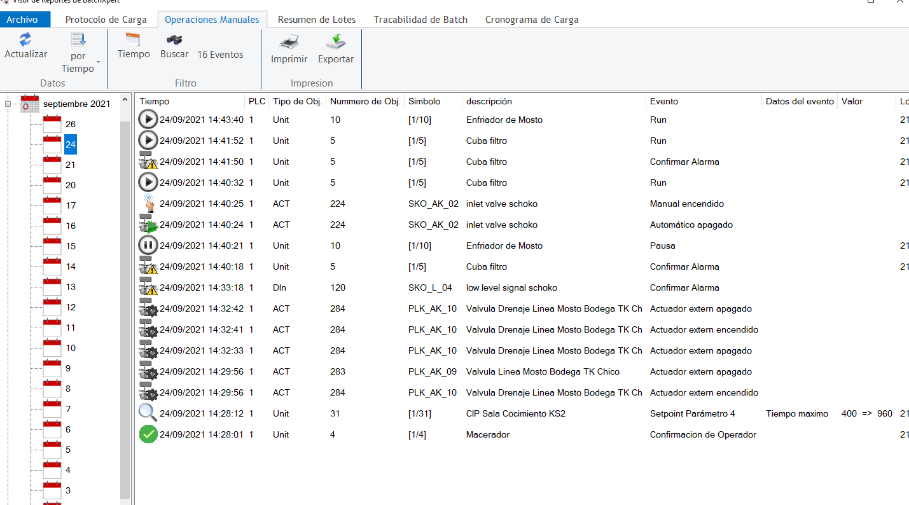 Visor de Reportes de BatchXpert
Archivo Protocolo de Carga Operaciones Manuales Resumen de Lotes Tracabilidad de Batch Cronograma de Carga
Actualizar por Tiempo Tiempo Buscar 16 Eventos Imprimir Exportar
Datos Filtro Impresion
septiembre 2021
26
24
21
20
17
16
15
14
13
12
11
10
9
8
7
6
5
4
3
Tiempo PLC Tipo de Obj. Nummero de Obj. Simbolo descripción Evento Datos del evento Valor Lo
24/09/2021 14:43:40 1 Unit 10 [1/10] Enfriador de Mosto Run 21
24/09/2021 14:41:52 1 Unit 5 [1/5] Cuba filtro Run 21
24/09/2021 14:41:50 1 Unit 5 [1/5] Cuba filtro Confirmar Alarma 21
24/09/2021 14:40:32 1 Unit 5 [1/5] Cuba filtro Run 21
24/09/2021 14:40:25 1 ACT 224 SKO_AK_02 inlet valve schoko Manual encendido
24/09/2021 14:40:24 1 ACT 224 SKO_AK_02 inlet valve schoko Automático apagado
24/09/2021 14:40:21 1 Unit 10 [1/10] Enfriador de Mosto Pausa 21
24/09/2021 14:40:18 1 Unit 5 [1/5] Cuba filtro Confirmar Alarma 21
24/09/2021 14:33:18 1 DIn 120 SKO_L_04 low level signal schoko Confirmar Alarma
24/09/2021 14:32:42 1 ACT 284 PLK_AK_10 Valvula Drenaje Linea Mosto Bodega TK Ch Actuador extern apagado
24/09/2021 14:32:41 1 ACT 284 PLK_AK_10 Valvula Drenaje Linea Mosto Bodega TK Ch Actuador extern encendido
24/09/2021 14:32:33 1 ACT 284 PLK_AK_10 Valvula Drenaje Linea Mosto Bodega TK Ch Actuador extern apagado
24/09/2021 14:29:56 1 ACT 283 PLK_AK_09 Valvula Linea Mosto Bodega TK Chico Actuador extern apagado
24/09/2021 14:29:56 1 ACT 284 PLK_AK_10 Valvula Drenaje Linea Mosto Bodega TK Ch Actuador extern encendido
24/09/2021 14:28:12 1 Unit 31 [1/31] CIP Sala Cocimiento KS2 Setpoint Parámetro 4 Tiempo maximo 400 => 960 21
24/09/2021 14:28:01 1 Unit 4 [1/4] Macerador Confirmacion de Operador 21